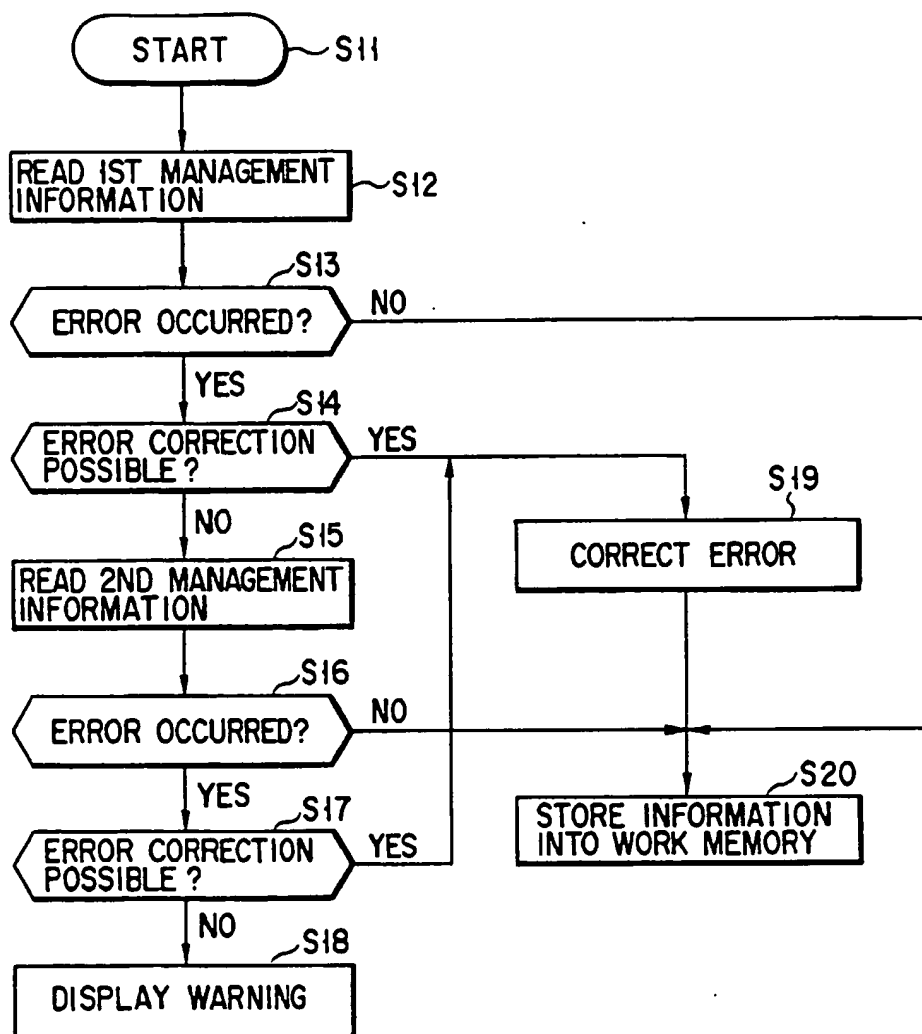 START
S11
READ 1ST MANAGEMENT
INFORMATION
S12
S13
ERROR OCCURRED?
NO
YES
S14
ERROR CORRECTION
POSSIBLE?
YES
NO
S19
CORRECT ERROR
S15
READ 2ND MANAGEMENT
INFORMATION
S16
ERROR OCCURRED?
NO
YES
S20
STORE INFORMATION
INTO WORK MEMORY
S17
ERROR CORRECTION
POSSIBLE?
YES
NO
S18
DISPLAY WARNING